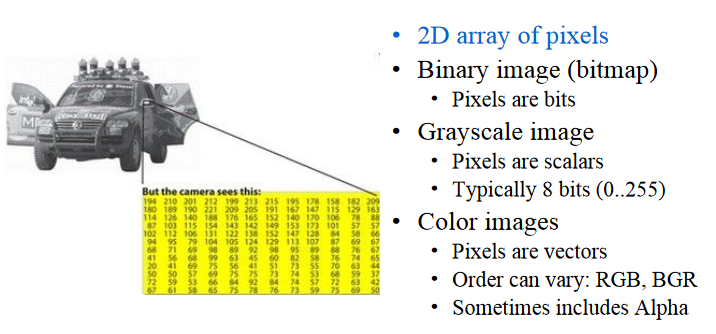 Powered by
Intel
But the camera sees this:
194 210 201 212 199 213 215 195 178 158 182 209
180 189 190 221 209 205 191 167 147 115 129 163
114 126 140 188 176 165 152 140 170 106 78 88
87 103 115 154 143 142 149 153 173 101 57 57
102 112 106 131 122 138 152 147 128 84 58 66
94 95 79 104 105 124 129 113 107 87 69 67
68 71 69 98 89 92 98 95 89 88 76 67
41 56 68 99 63 45 60 82 58 76 74 65
20 41 69 75 56 41 51 73 55 70 63 44
50 50 57 69 75 75 73 74 53 68 59 37
72 59 53 66 84 92 84 74 57 72 63 42
67 61 58 65 75 78 76 73 59 75 69 50
• 2D array of pixels
• Binary image (bitmap)
• Pixels are bits
• Grayscale image
• Pixels are scalars
• Typically 8 bits (0..255)
• Color images
• Pixels are vectors
• Order can vary: RGB, BGR
• Sometimes includes Alpha